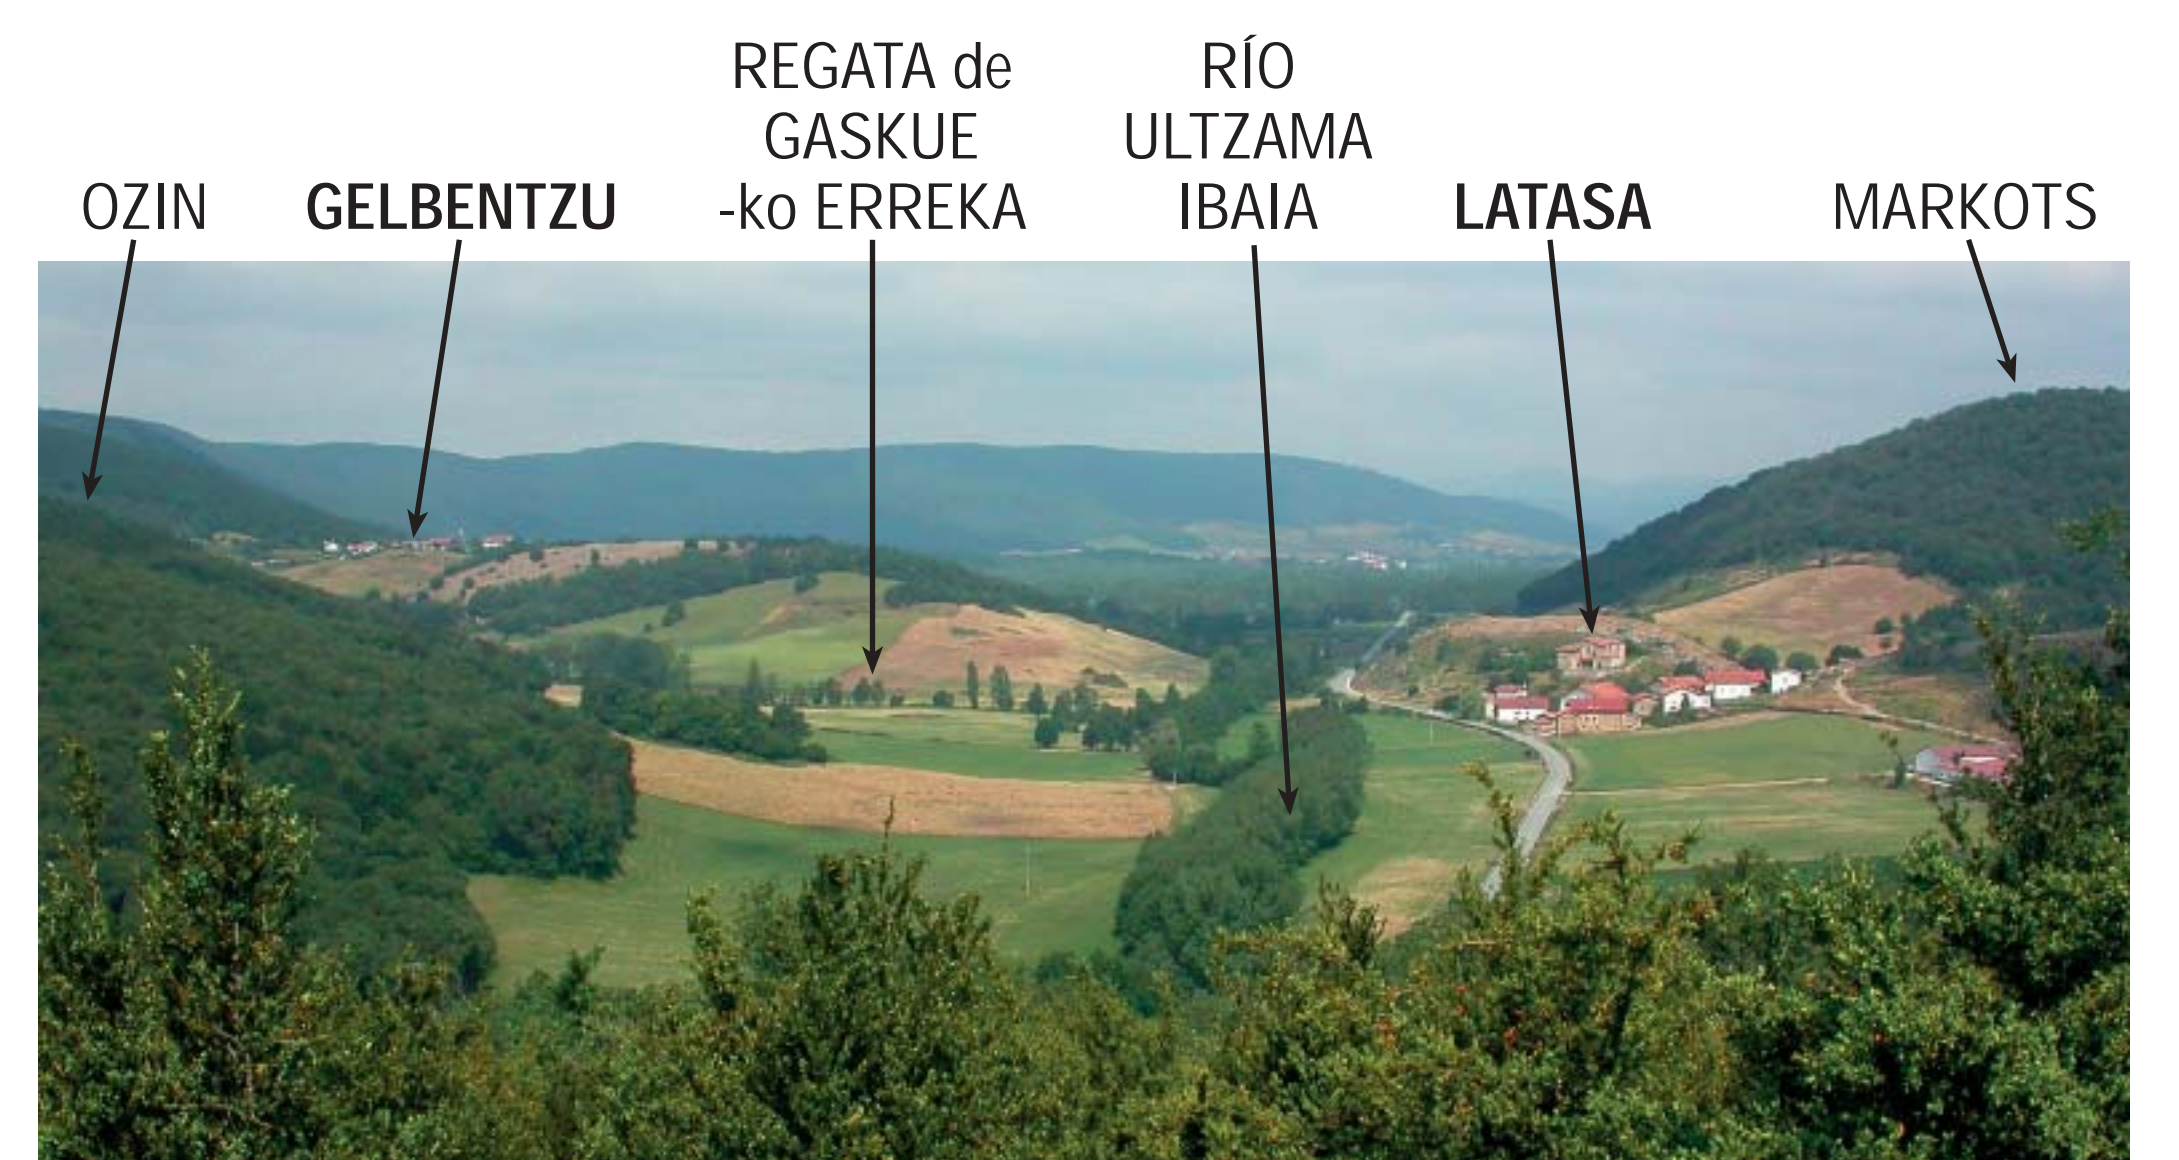 OZIN
GELBENTZU
REGATA de
GASKUE
-ko ERREKA
RÍO
ULTZAMA
IBAIA
LATASA
MARKOTS